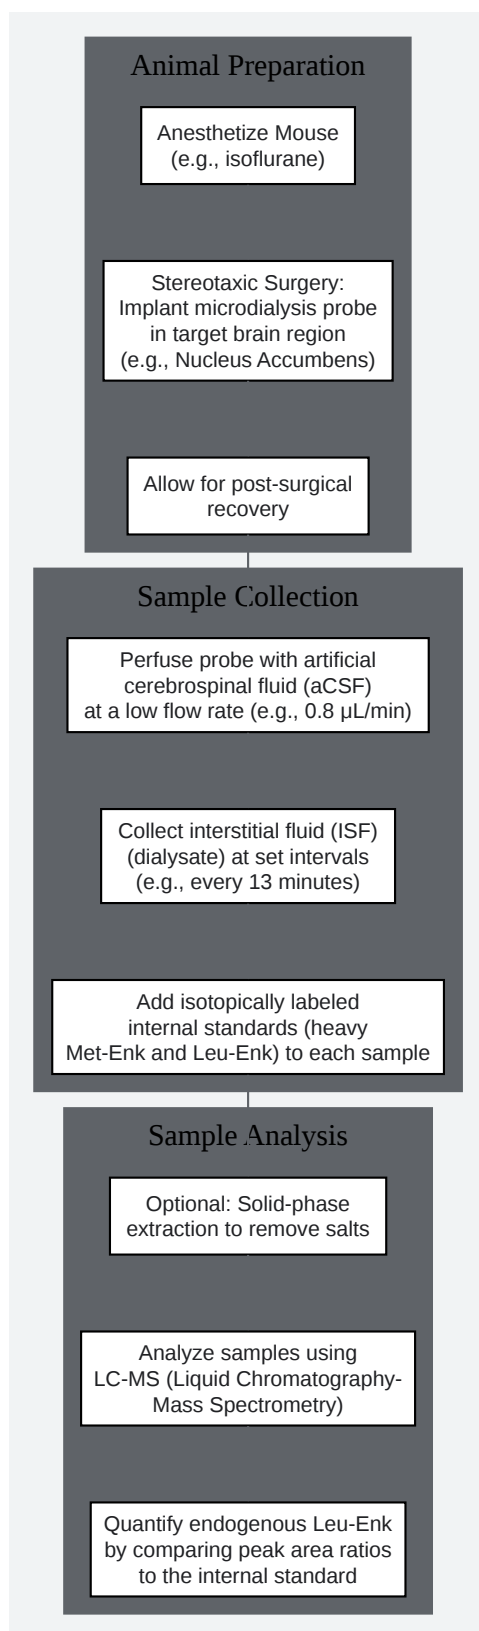 Animal Preparation
Anesthetize Mouse
(e.g., isoflurane)
Stereotaxic Surgery:
Implant microdialysis probe
in target brain region
(e.g., Nucleus Accumbens)
Allow for post-surgical
recovery
Sample Collection
Perfuse probe with artificial
cerebrospinal fluid (aCSF)
at a low flow rate (e.g., 0.8 µL/min)
Collect interstitial fluid (ISF)
(dialysate) at set intervals
(e.g., every 13 minutes)
Add isotopically labeled
internal standards (heavy
Met-Enk and Leu-Enk) to each sample
Sample Analysis
Optional: Solid-phase
extraction to remove salts
Analyze samples using
LC-MS (Liquid Chromatography-
Mass Spectrometry)
Quantify endogenous Leu-Enk
by comparing peak area ratios
to the internal standard